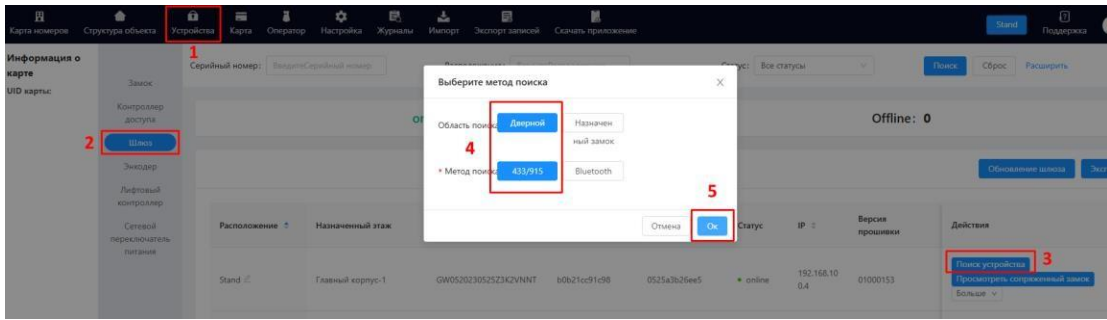 Карта номеров Структура объекта Устройства Карта Оператор Настройка Журналы Импорт Экспорт записей Скачать приложение Stand Поддержка
1
Информация о карте
UID карты:
Замок
Контроллер доступа
2 Шлюз
Энкодер
Лифтовый контроллер
Сетевой переключатель питания
Серийный номер: ВведитеСерийный номер Все статусы Поиск Сброс Расширить
Offline: 0
Обновление шлюза
Выберите метод поиска
Область поиска Дверной Назначенный замок
4
* Метод поиска 433/915 Bluetooth
5
Отмена Ок
Расположение Назначенный этаж Статус IP Версия прошивки Действия
Stand Главный корпус-1 GW0520230525Z3K2VNNT b0b21cc91c98 0525a3b26ee5 online 192.168.100.4 01000153
Поиск устройства 3
Просмотреть сопряженный замок
Больше